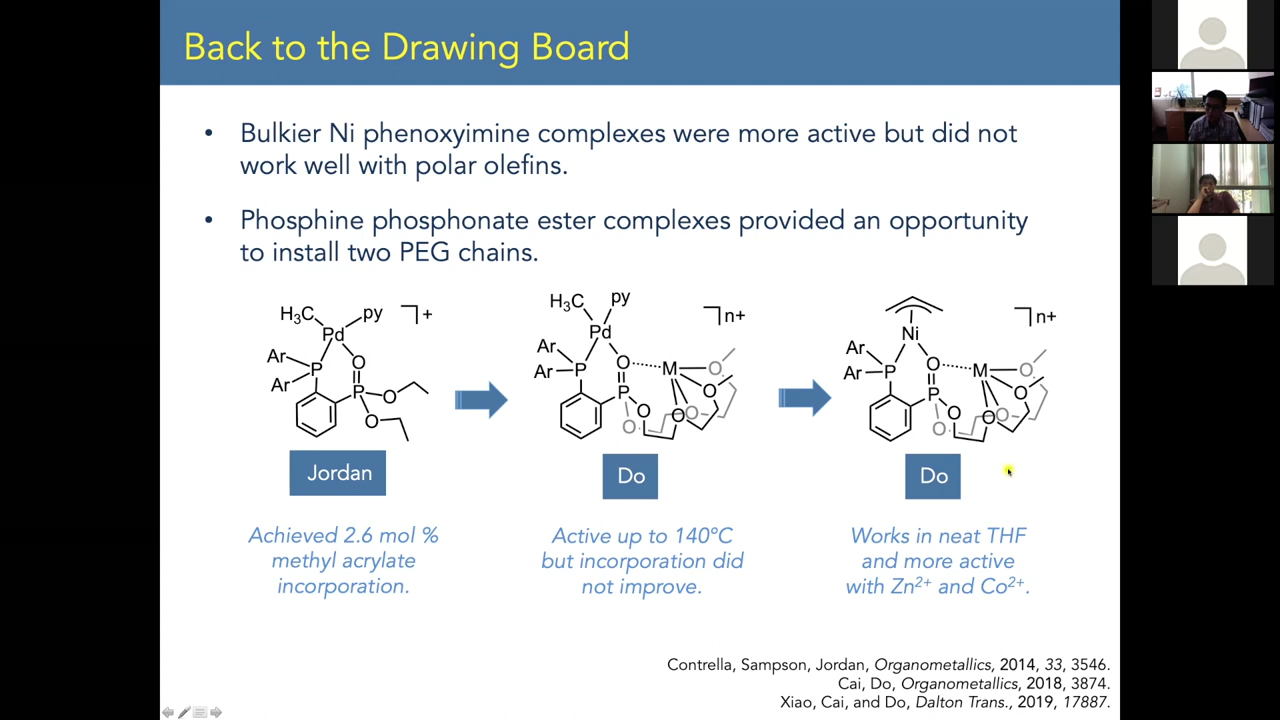 Back to the Drawing Board
• Bulkier Ni phenoxyimine complexes were more active but did not
work well with polar olefins.
• Phosphine phosphonate ester complexes provided an opportunity
to install two PEG chains.
H₃C py
Pd
+
Ar
Ar
P
O
P
O
O
H₃C py
Pd
n+
Ar
Ar
P
O
M
O
P
O
O
O
O
O
Ni
n+
Ar
Ar
P
O
M
O
P
O
O
O
O
O
Jordan
Do
Do
Achieved 2.6 mol %
methyl acrylate
incorporation.
Active up to 140°C
but incorporation did
not improve.
Works in neat THF
and more active
with Zn²⁺ and Co²⁺.
Contrella, Sampson, Jordan, Organometallics, 2014, 33, 3546.
Cai, Do, Organometallics, 2018, 3874.
Xiao, Cai, and Do, Dalton Trans., 2019, 17887.